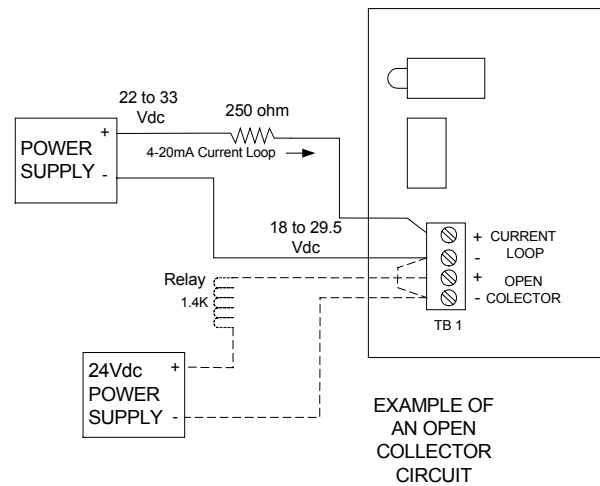 22 to 33
Vdc
250 ohm
+
POWER
SUPPLY -
4-20mA Current Loop
18 to 29.5
Vdc
+ CURRENT
- LOOP
+ OPEN
- COLECTOR
TB 1
Relay
1.4K
24Vdc +
POWER
SUPPLY -
EXAMPLE OF
AN OPEN
COLLECTOR
CIRCUIT